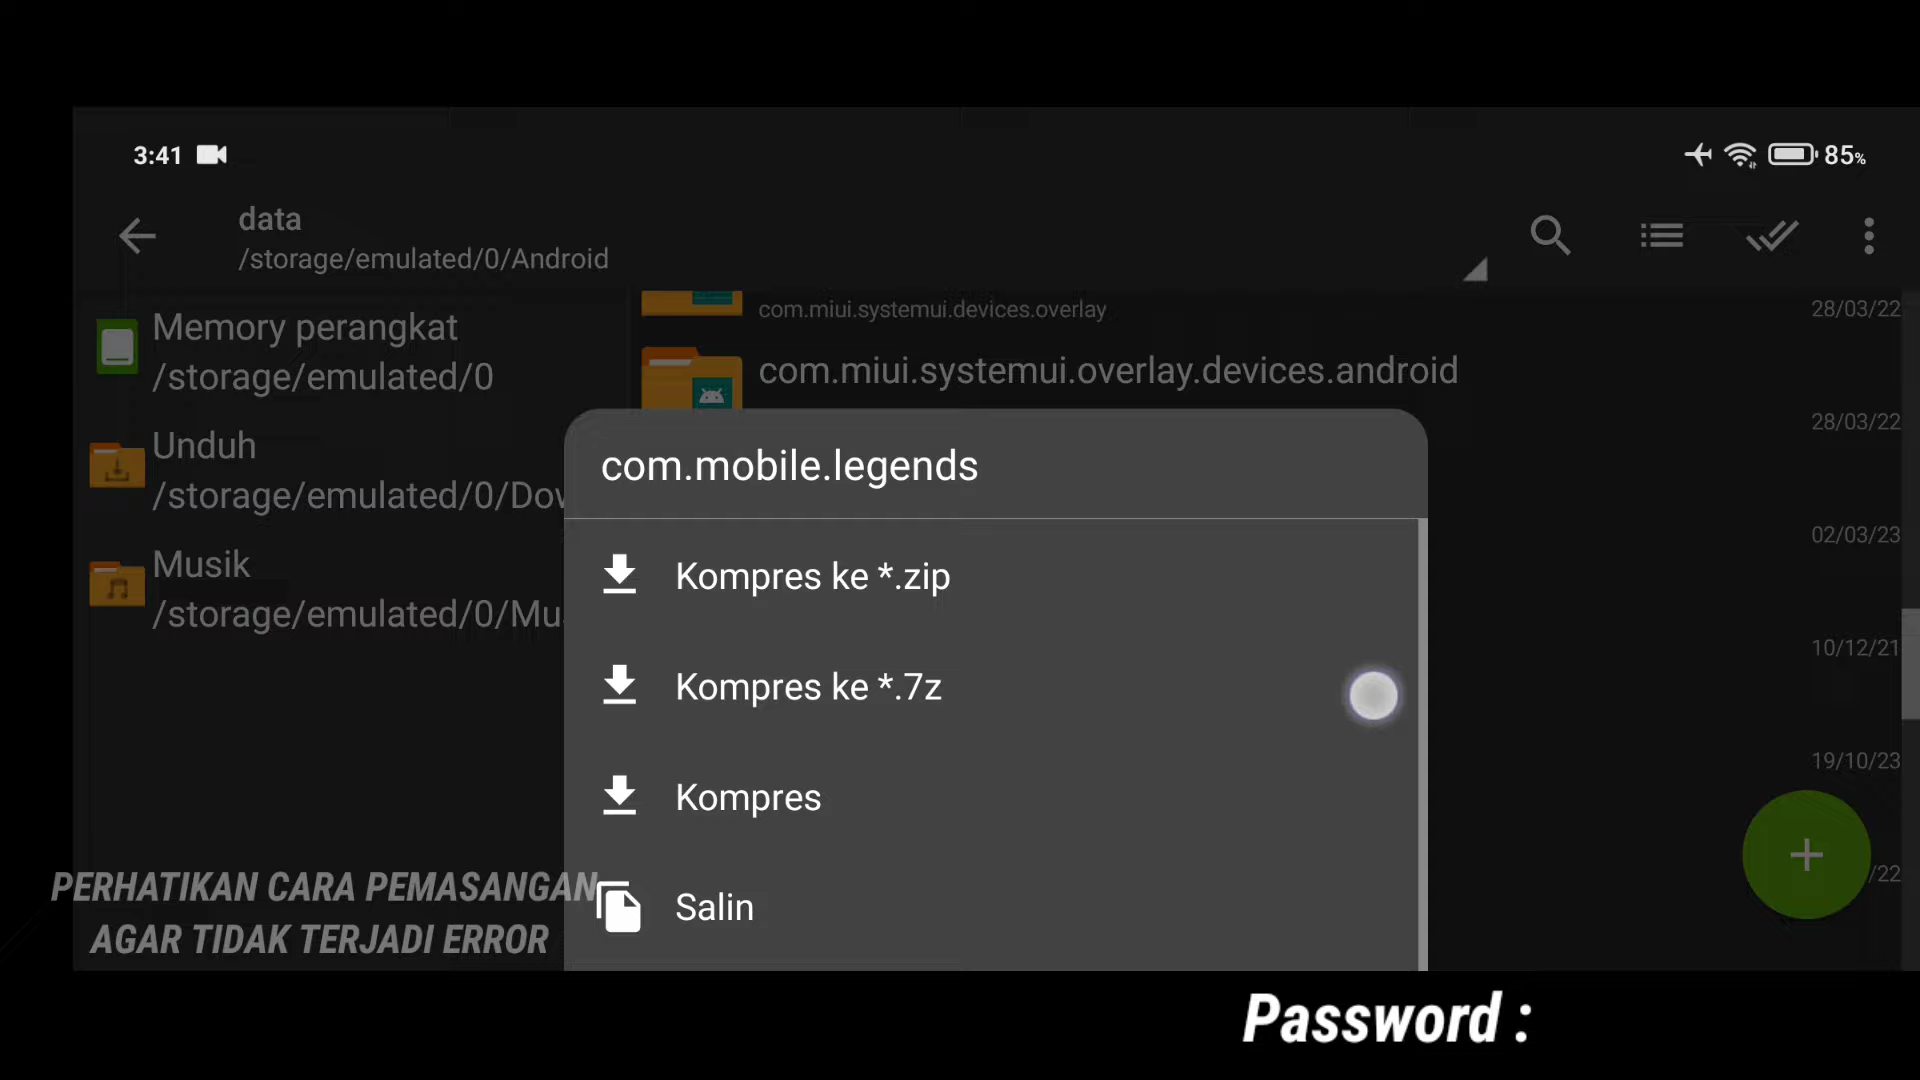 3:41
85%
data
/storage/emulated/0/Android
Memory perangkat
/storage/emulated/0
Unduh
/storage/emulated/0/Dow
Musik
/storage/emulated/0/Mu
com.miui.systemui.devices.overlay
28/03/22
com.miui.systemui.overlay.devices.android
28/03/22
02/03/23
10/12/21
19/10/23
/22
com.mobile.legends
Kompres ke *.zip
Kompres ke *.7z
Kompres
Salin
PERHATIKAN CARA PEMASANGAN
AGAR TIDAK TERJADI ERROR
Password :